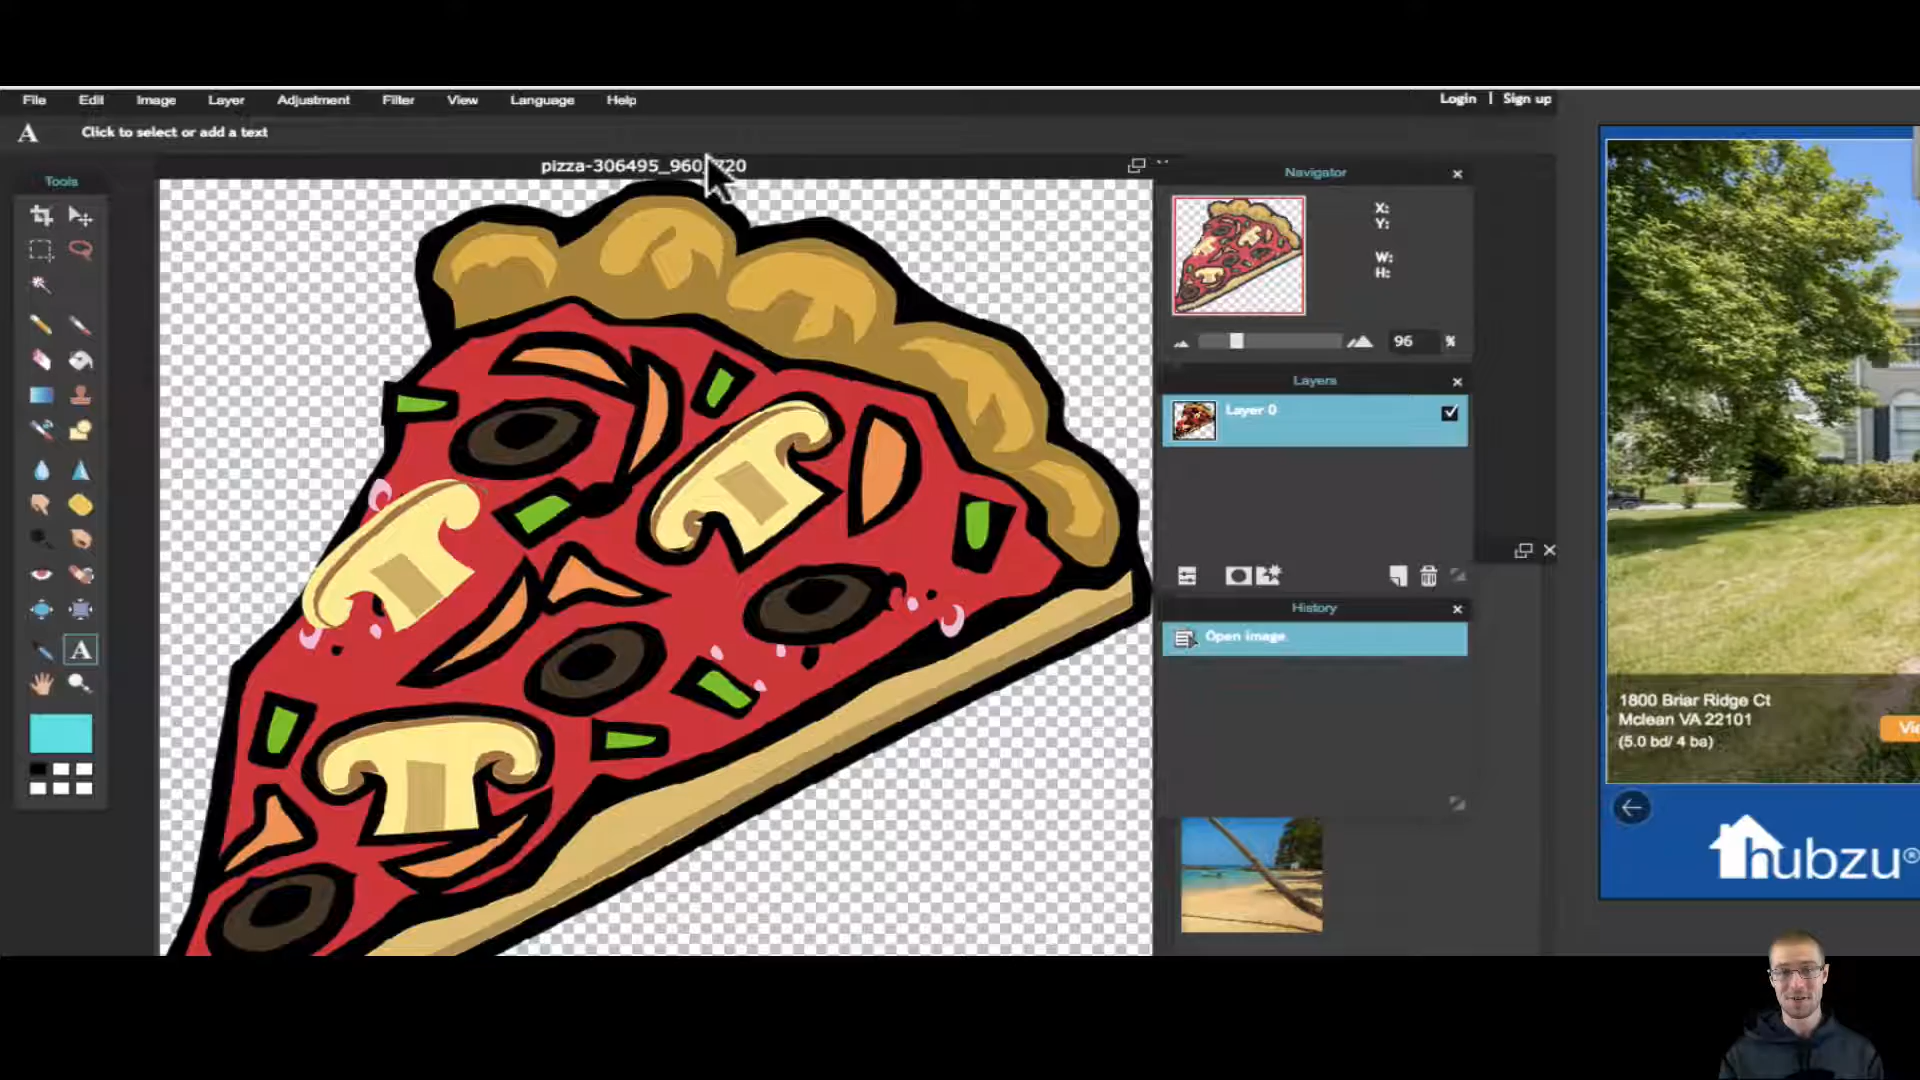 File Edit Image Layer Adjustment Filter View Language Help
Login | Sign up
A Click to select or add a text
pizza-306495_960_720
Tools
A
Navigator
X:
Y:
W:
H:
96 %
Layers
Layer 0
History
Open image
1800 Briar Ridge Ct
Mclean VA 22101
(5.0 bd/ 4 ba)
hubzu®